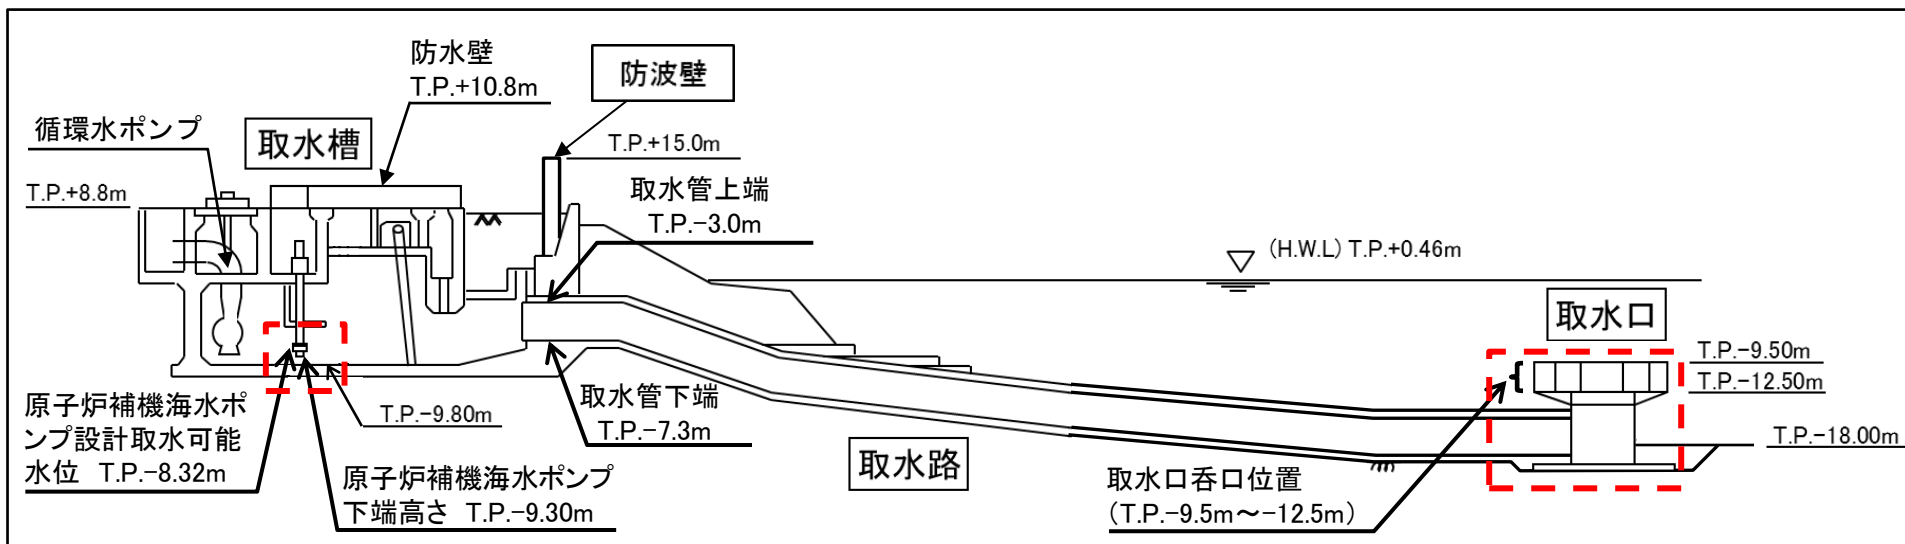 防水壁
T.P.+10.8m
防波壁
循環水ポンプ
取水槽
T.P.+15.0m
T.P.+8.8m
取水管上端
T.P.-3.0m
(H.W.L) T.P.+0.46m
取水口
T.P.-9.50m
T.P.-12.50m
T.P.-18.00m
原子炉補機海水ポ
ンプ設計取水可能
水位 T.P.-8.32m
T.P.-9.80m
取水管下端
T.P.-7.3m
取水路
原子炉補機海水ポンプ
下端高さ T.P.-9.30m
取水口呑口位置
(T.P.-9.5m~-12.5m)